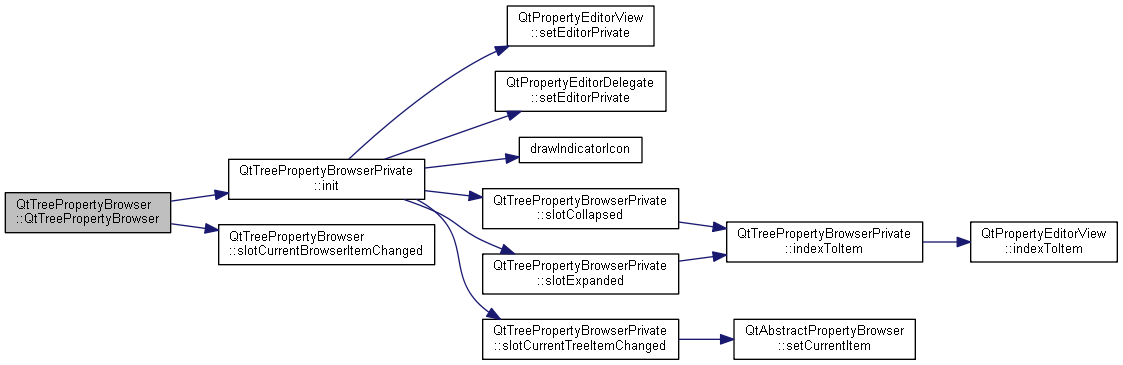 QtTreePropertyBrowser
::QtTreePropertyBrowser
QtTreePropertyBrowserPrivate
::init
QtTreePropertyBrowser
::slotCurrentBrowserItemChanged
QtPropertyEditorView
::setEditorPrivate
QtPropertyEditorDelegate
::setEditorPrivate
drawIndicatorIcon
QtTreePropertyBrowserPrivate
::slotCollapsed
QtTreePropertyBrowserPrivate
::slotExpanded
QtTreePropertyBrowserPrivate
::slotCurrentTreeItemChanged
QtTreePropertyBrowserPrivate
::indexToItem
QtAbstractPropertyBrowser
::setCurrentItem
QtPropertyEditorView
::indexToItem